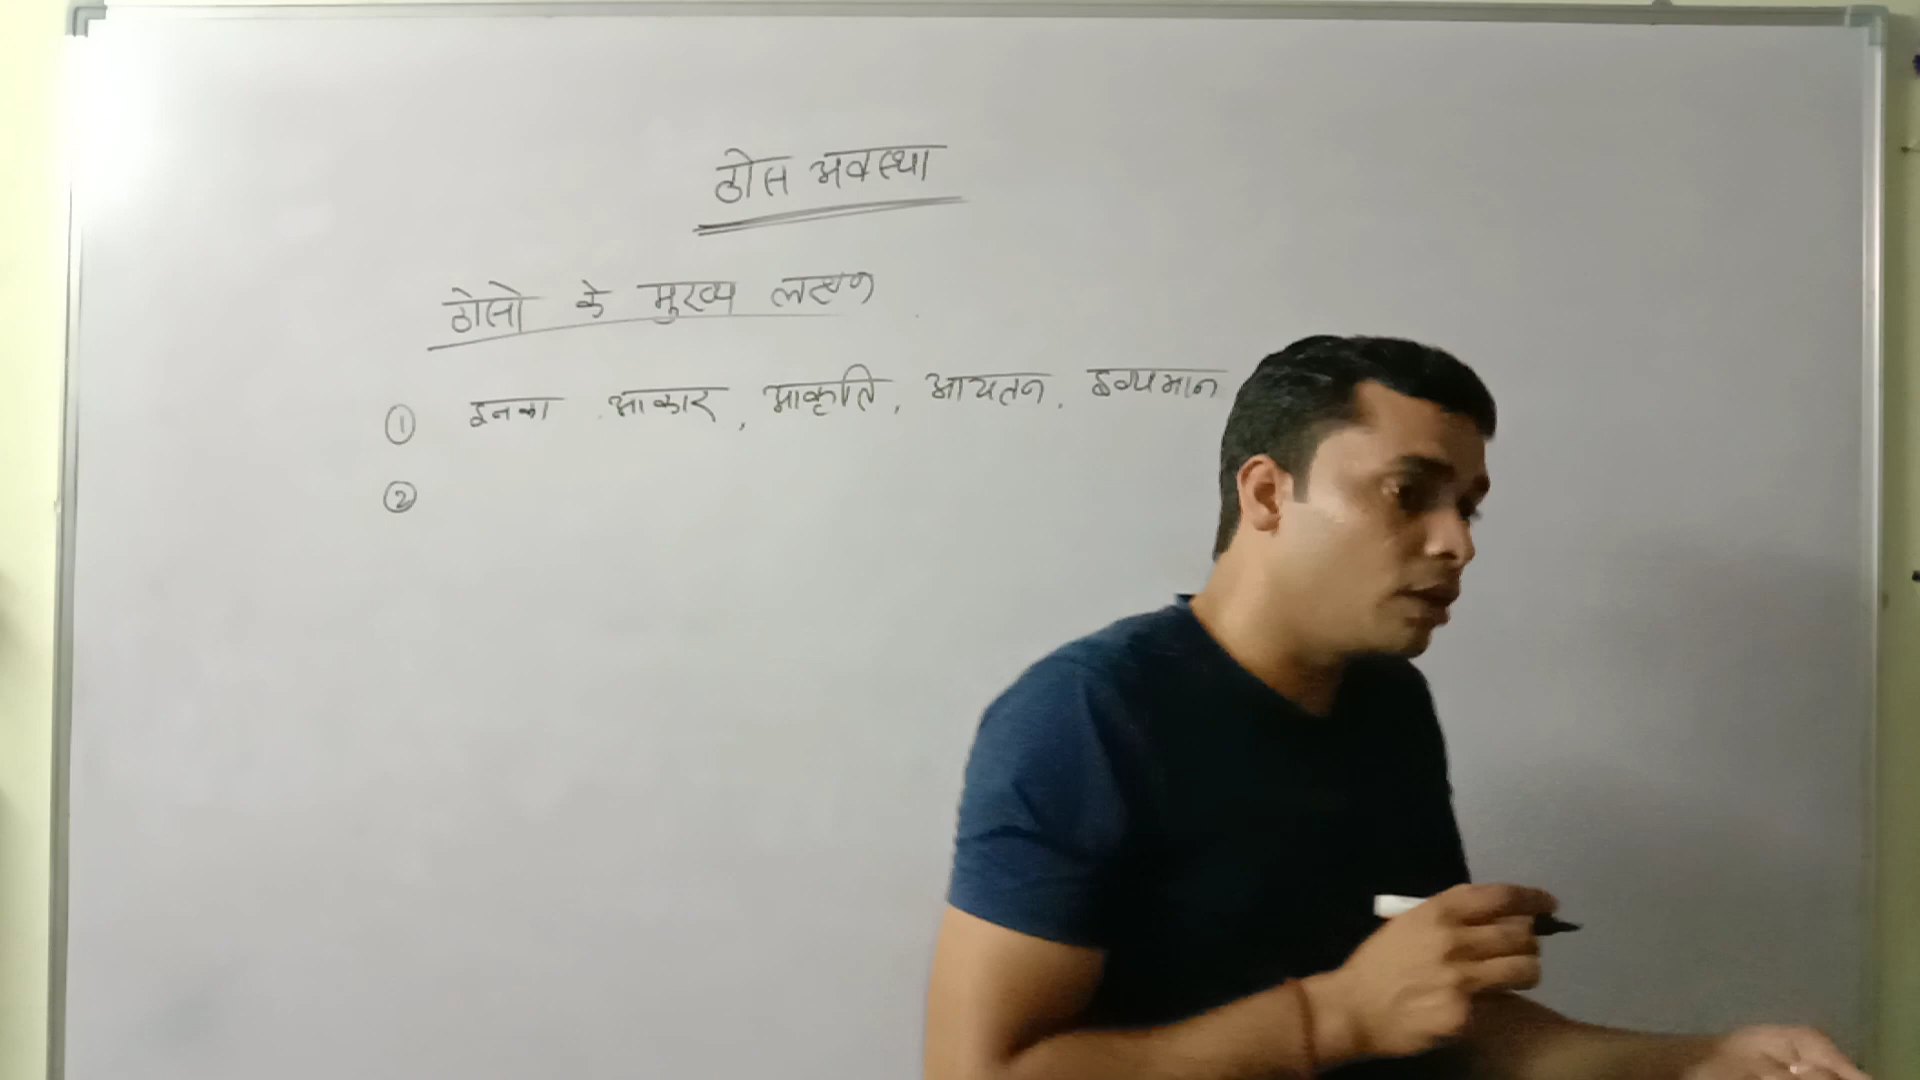 ठोस अवस्था
ठोसो के मुख्य लक्षण
① इनका आकार, आकृति, आयतन, द्रव्यमान
②